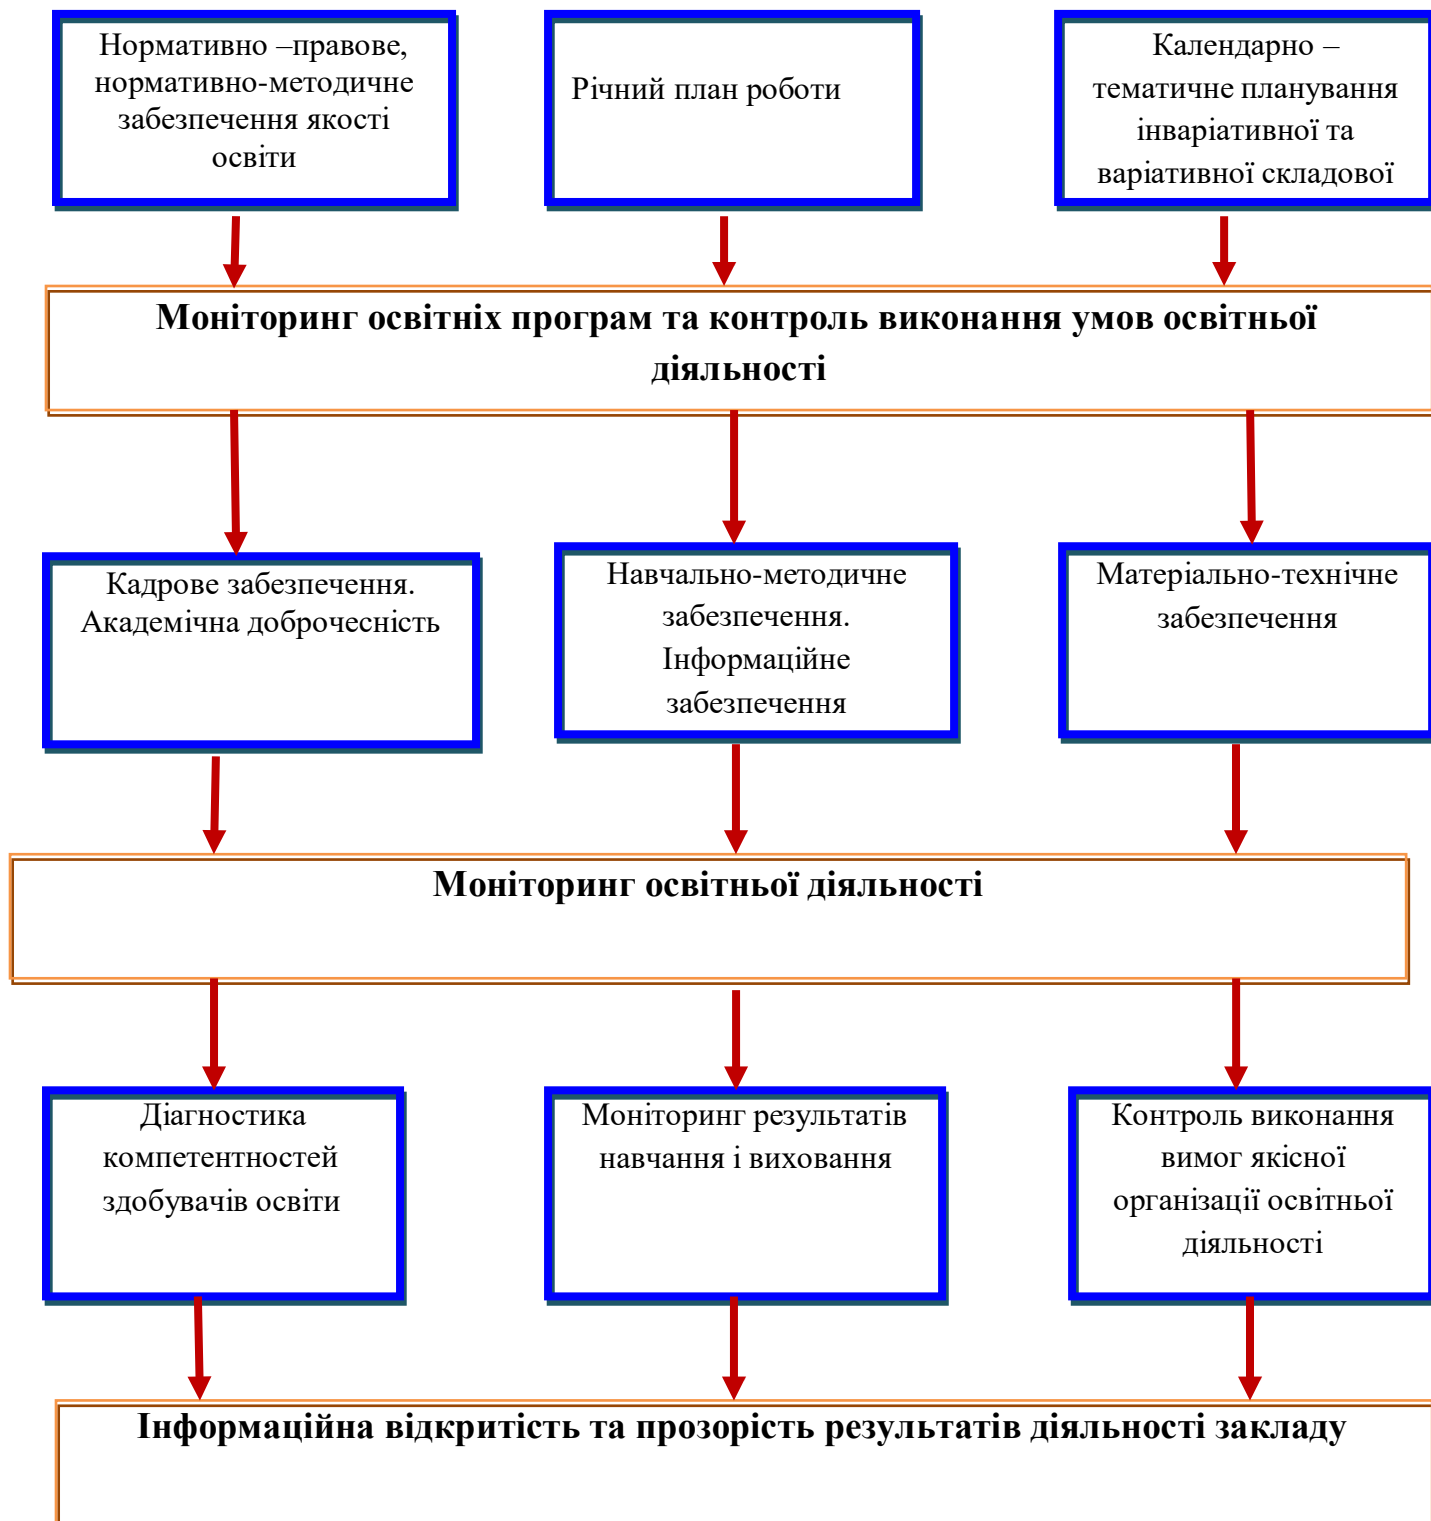 Нормативно –правове,
нормативно-методичне
забезпечення якості
освіти
Річний план роботи
Календарно –
тематичне планування
інваріативної та
варіативної складової
Моніторинг освітніх програм та контроль виконання умов освітньої
діяльності
Кадрове забезпечення.
Академічна доброчесність
Навчально-методичне
забезпечення.
Інформаційне
забезпечення
Матеріально-технічне
забезпечення
Моніторинг освітньої діяльності
Діагностика
компетентностей
здобувачів освіти
Моніторинг результатів
навчання і виховання
Контроль виконання
вимог якісної
організації освітньої
діяльності
Інформаційна відкритість та прозорість результатів діяльності закладу